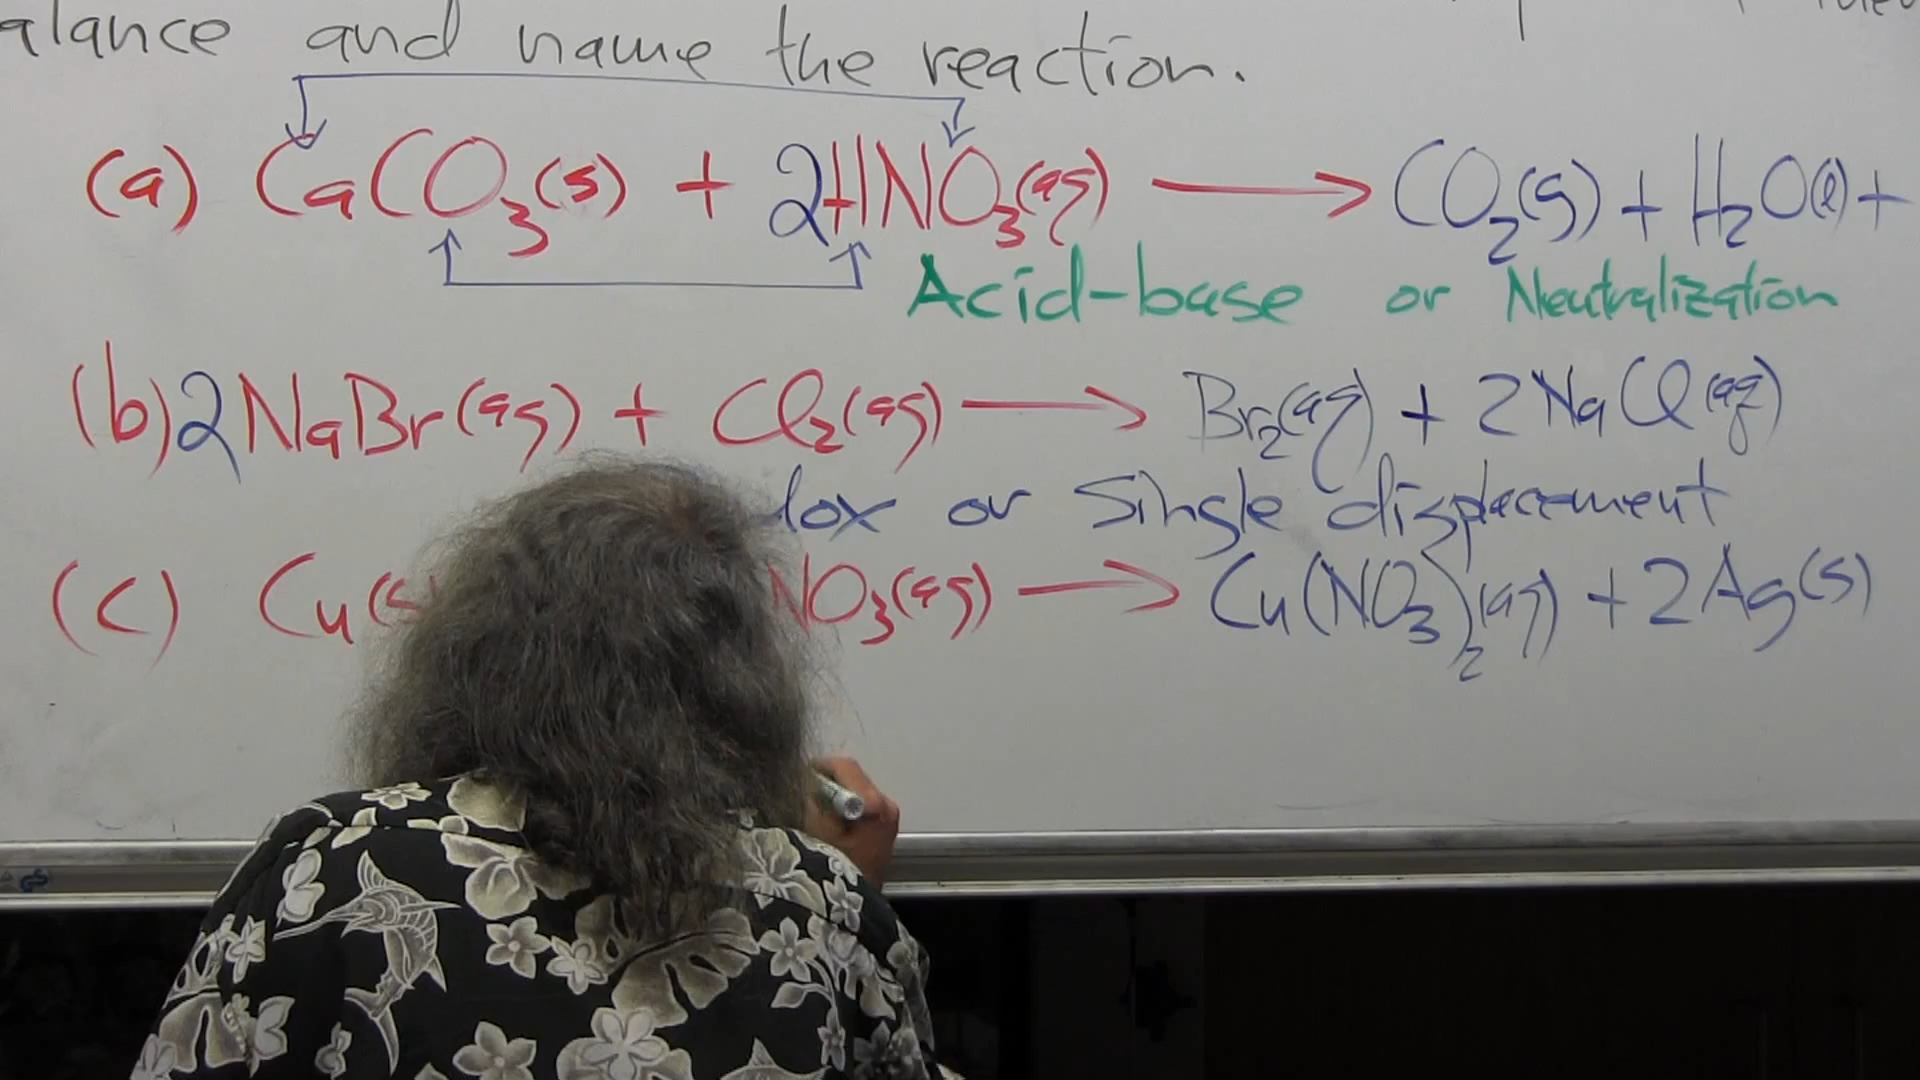 alance and name the reaction.
(a) CaCO₃(s) + 2HNO₃(aq) → CO₂(g) + H₂O(l) +
Acid-base or Neutralization
(b) 2NaBr(aq) + Cl₂(aq) → Br₂(aq) + 2NaCl(aq)
dox or Single displacement
(c) Cu(s NO₃(aq) → Cu(NO₃)₂(aq) + 2Ag(s)